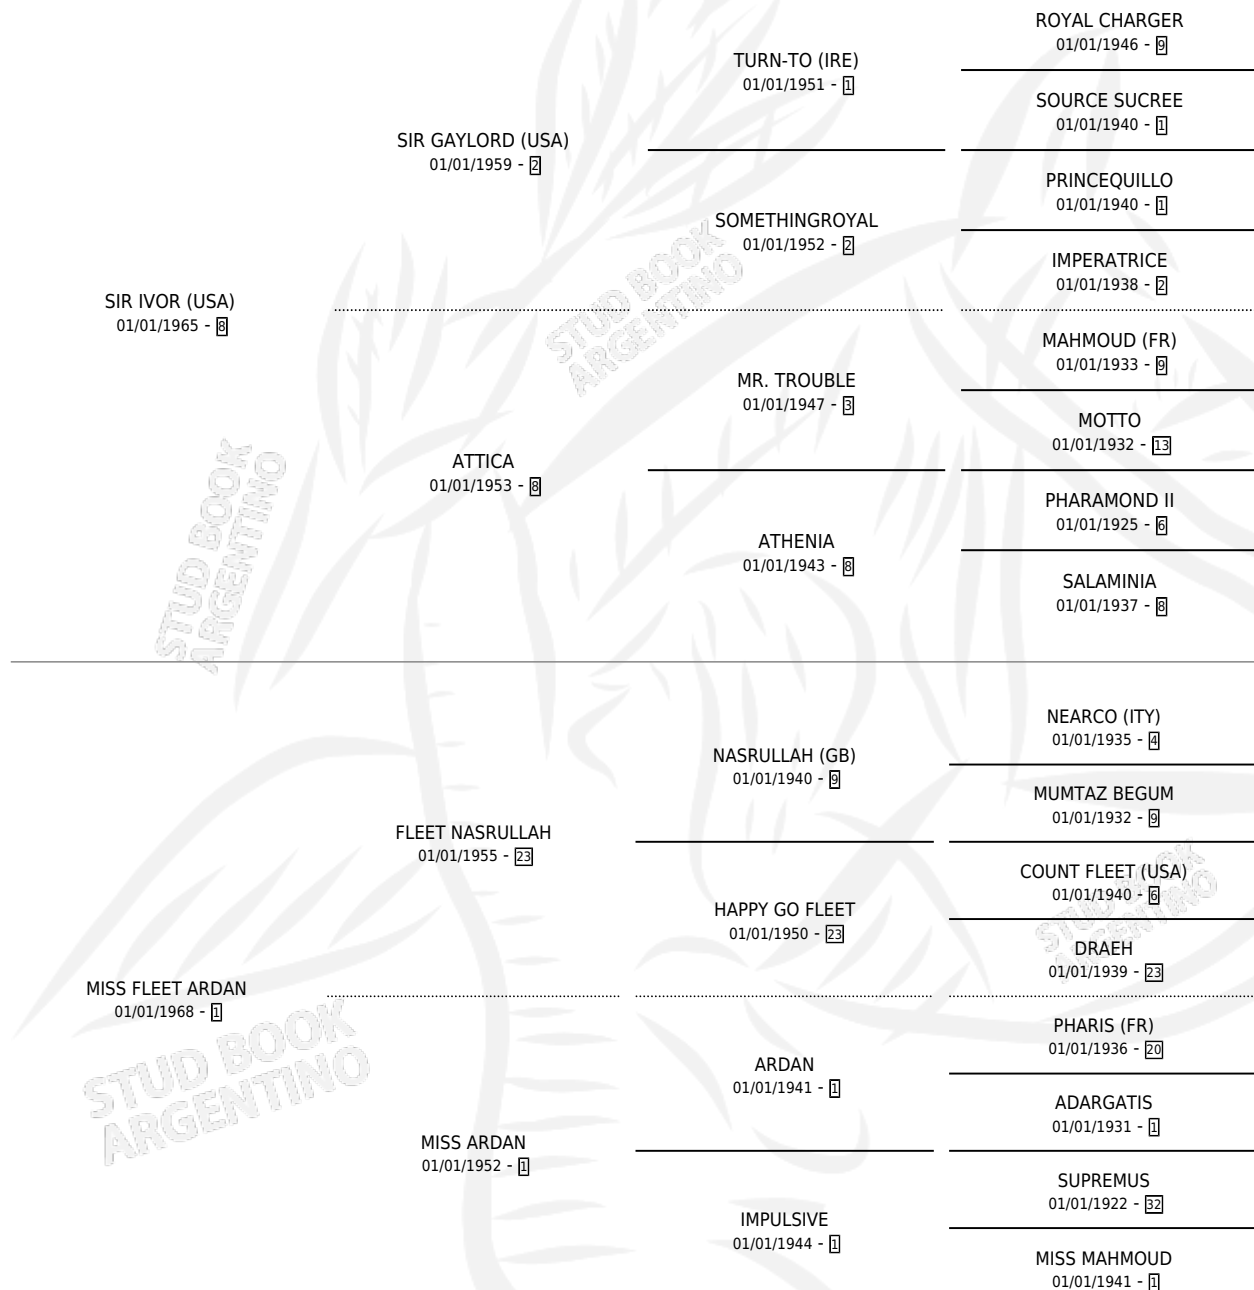 ROYAL CHARGER
01/01/1946 - 9
TURN-TO (IRE)
01/01/1951 - 1
SOURCE SUCREE
01/01/1940 - 1
SIR GAYLORD (USA)
01/01/1959 - 2
PRINCEQUILLO
01/01/1940 - 1
SOMETHINGROYAL
01/01/1952 - 2
IMPERATRICE
01/01/1938 - 2
SIR IVOR (USA)
01/01/1965 - 8
STUD BOOK
ARGENTINO
MAHMOUD (FR)
01/01/1933 - 9
MR. TROUBLE
01/01/1947 - 3
MOTTO
01/01/1932 - 13
ATTICA
01/01/1953 - 8
PHARAMOND II
01/01/1925 - 6
ATHENIA
01/01/1943 - 8
SALAMINIA
01/01/1937 - 8
STUD BOOK
ARGENTINO
NEARCO (ITY)
01/01/1935 - 4
NASRULLAH (GB)
01/01/1940 - 9
MUMTAZ BEGUM
01/01/1932 - 9
FLEET NASRULLAH
01/01/1955 - 23
COUNT FLEET (USA)
01/01/1940 - 6
HAPPY GO FLEET
01/01/1950 - 23
STUD BOOK
ARGENTINO
DRAEH
01/01/1939 - 23
MISS FLEET ARDAN
01/01/1968 - 1
STUD BOOK
ARGENTINO
PHARIS (FR)
01/01/1936 - 20
ARDAN
01/01/1941 - 1
ADARGATIS
01/01/1931 - 1
MISS ARDAN
01/01/1952 - 1
SUPREMUS
01/01/1922 - 32
IMPULSIVE
01/01/1944 - 1
MISS MAHMOUD
01/01/1941 - 1